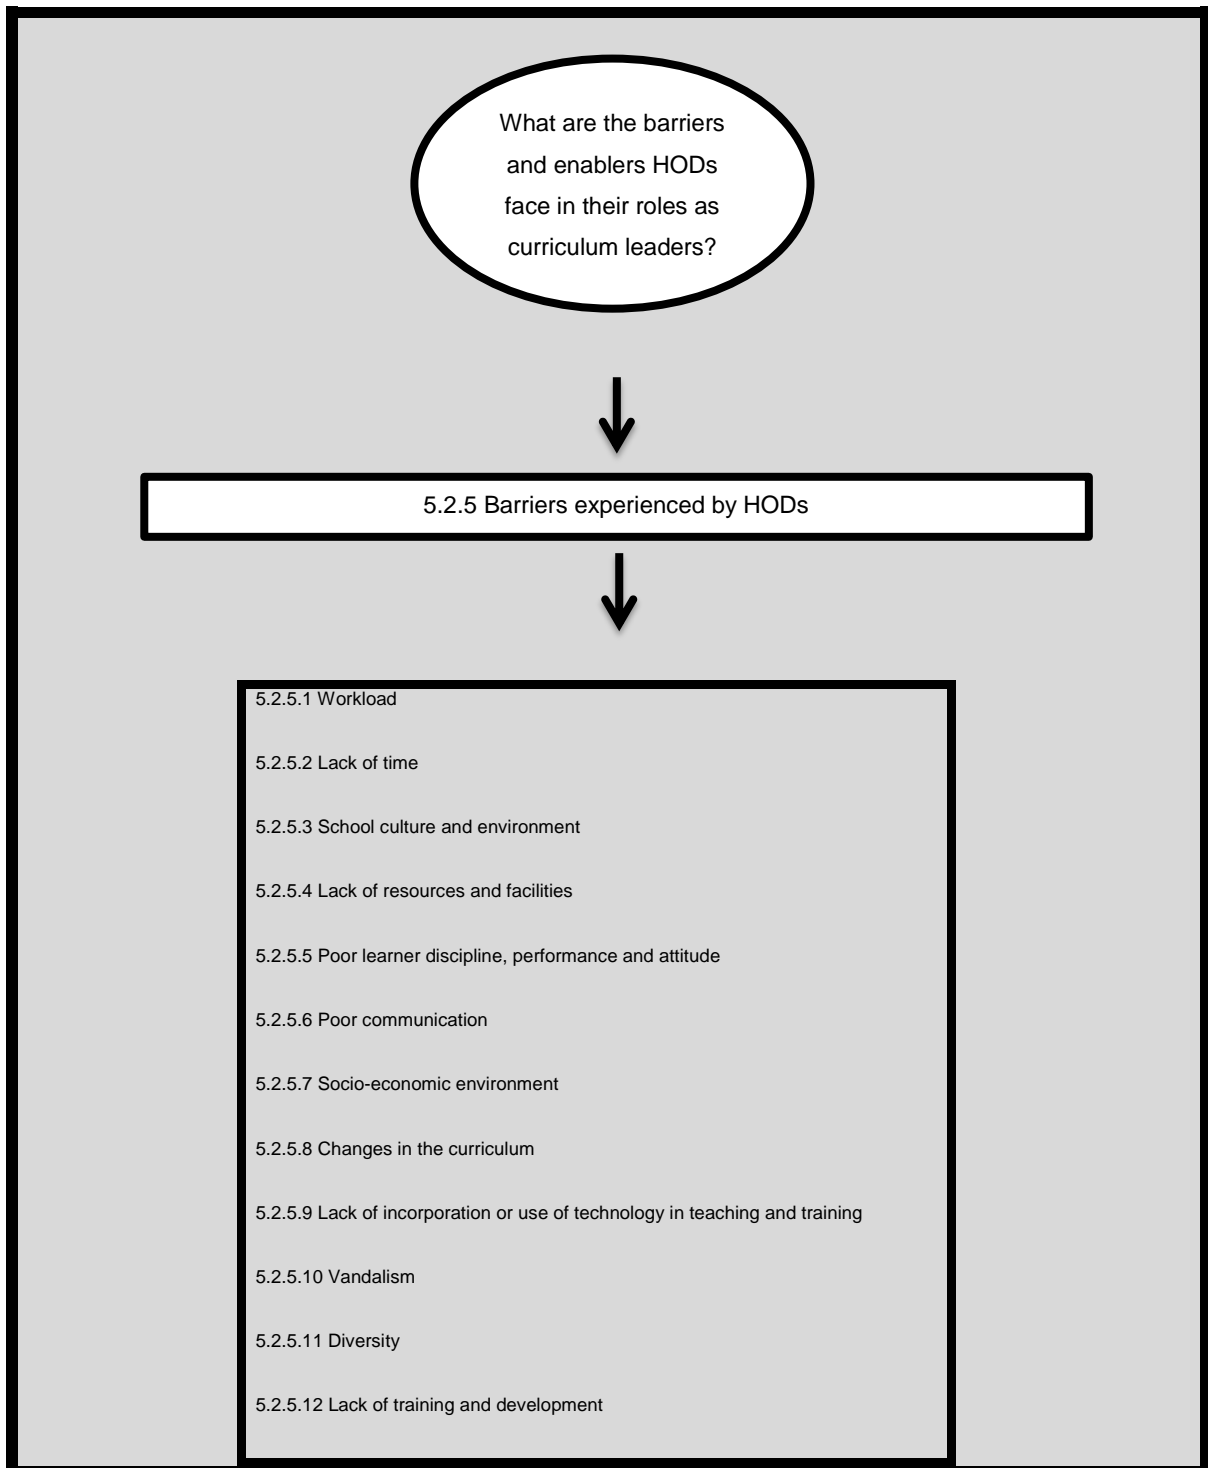 What are the barriers
and enablers HODs
face in their roles as
curriculum leaders?
5.2.5 Barriers experienced by HODs
5.2.5.1 Workload
5.2.5.2 Lack of time
5.2.5.3 School culture and environment
5.2.5.4 Lack of resources and facilities
5.2.5.5 Poor learner discipline, performance and attitude
5.2.5.6 Poor communication
5.2.5.7 Socio-economic environment
5.2.5.8 Changes in the curriculum
5.2.5.9 Lack of incorporation or use of technology in teaching and training
5.2.5.10 Vandalism
5.2.5.11 Diversity
5.2.5.12 Lack of training and development